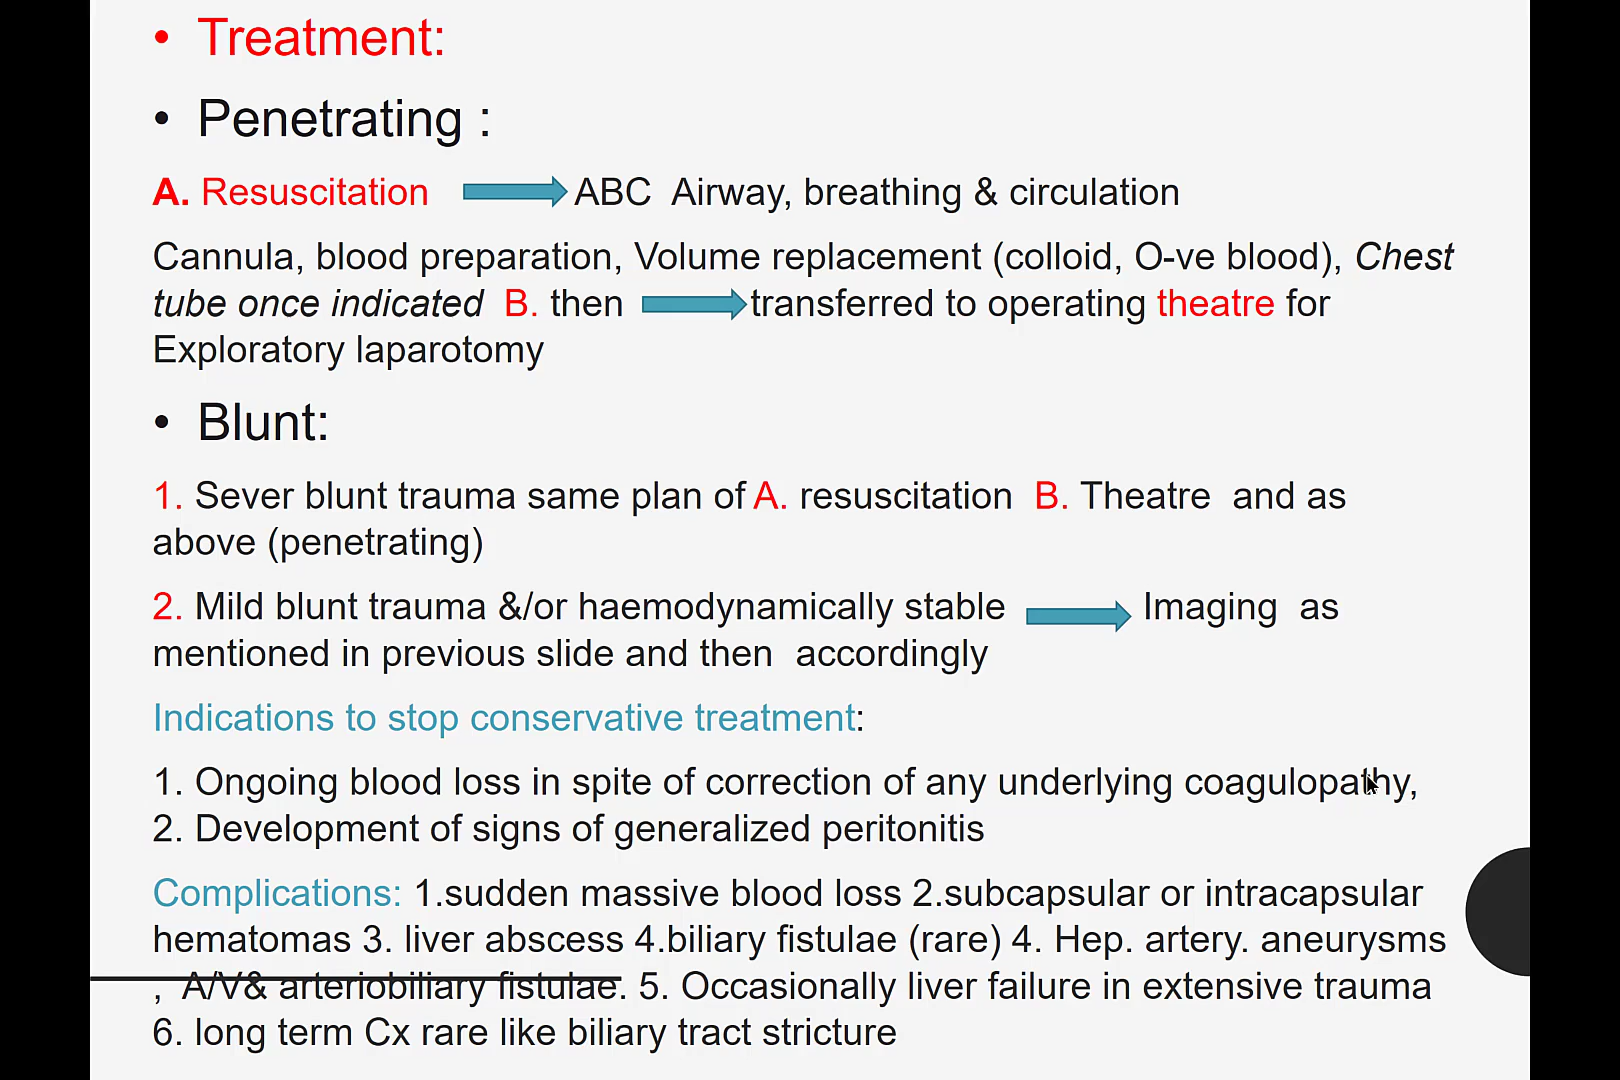 • Treatment:
• Penetrating :
A. Resuscitation ABC Airway, breathing & circulation
Cannula, blood preparation, Volume replacement (colloid, O-ve blood), Chest
tube once indicated B. then transferred to operating theatre for
Exploratory laparotomy
• Blunt:
1. Sever blunt trauma same plan of A. resuscitation B. Theatre and as
above (penetrating)
2. Mild blunt trauma &/or haemodynamically stable Imaging as
mentioned in previous slide and then accordingly
Indications to stop conservative treatment:
1. Ongoing blood loss in spite of correction of any underlying coagulopathy,
2. Development of signs of generalized peritonitis
Complications: 1.sudden massive blood loss 2.subcapsular or intracapsular
hematomas 3. liver abscess 4.biliary fistulae (rare) 4. Hep. artery. aneurysms
, A/V& arteriobiliary fistulae. 5. Occasionally liver failure in extensive trauma
6. long term Cx rare like biliary tract stricture